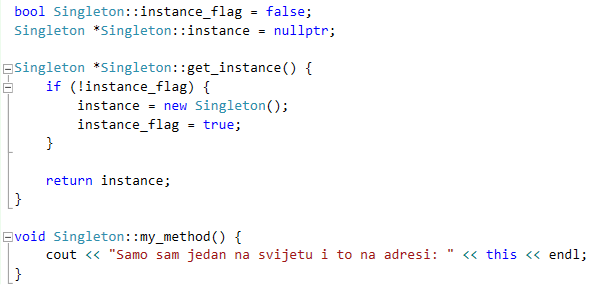 bool Singleton::instance_flag = false;
Singleton *Singleton::instance = nullptr;
Singleton *Singleton::get_instance() {
if (!instance_flag) {
instance = new Singleton();
instance_flag = true;
}
return instance;
}
void Singleton::my_method() {
cout << "Samo sam jedan na svijetu i to na adresi: " << this << endl;
}